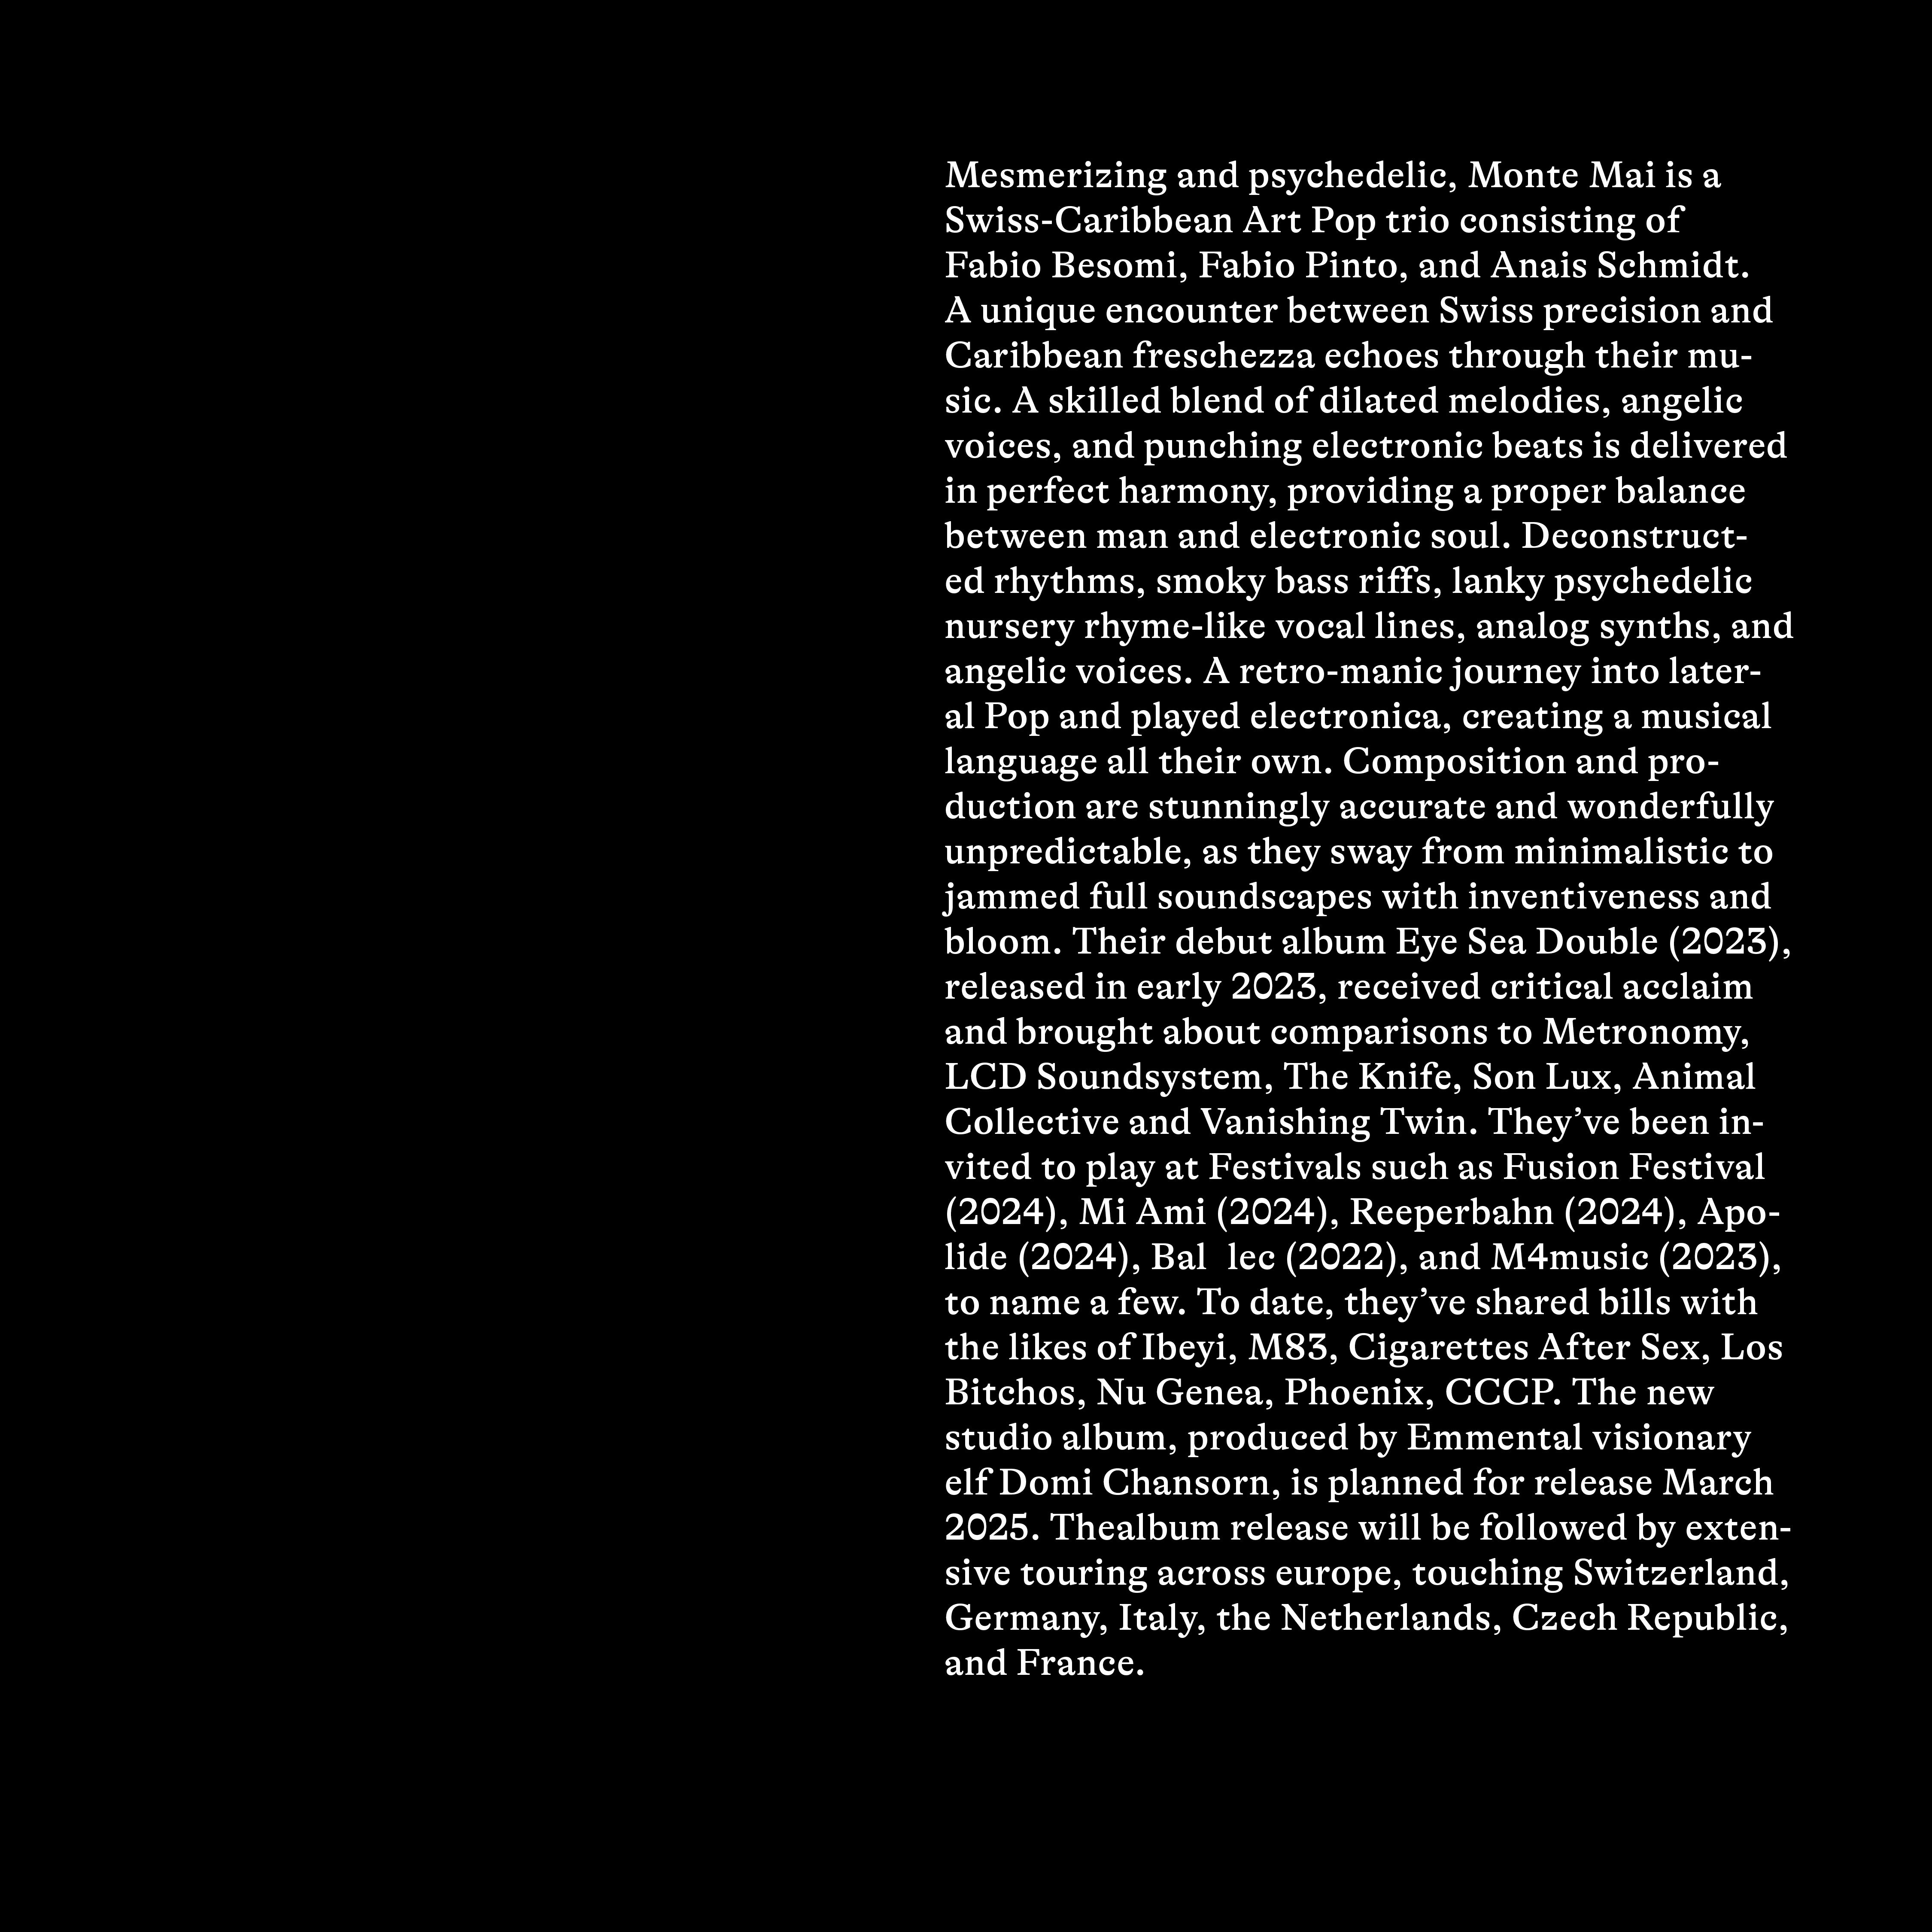 Mesmerizing and psychedelic, Monte Mai is a
Swiss-Caribbean Art Pop trio consisting of
Fabio Besomi, Fabio Pinto, and Anais Schmidt.
A unique encounter between Swiss precision and
Caribbean freschezza echoes through their mu-
sic. A skilled blend of dilated melodies, angelic
voices, and punching electronic beats is delivered
in perfect harmony, providing a proper balance
between man and electronic soul. Deconstruct-
ed rhythms, smoky bass riffs, lanky psychedelic
nursery rhyme-like vocal lines, analog synths, and
angelic voices. A retro-manic journey into later-
al Pop and played electronica, creating a musical
language all their own. Composition and pro-
duction are stunningly accurate and wonderfully
unpredictable, as they sway from minimalistic to
jammed full soundscapes with inventiveness and
bloom. Their debut album Eye Sea Double (2023),
released in early 2023, received critical acclaim
and brought about comparisons to Metronomy,
LCD Soundsystem, The Knife, Son Lux, Animal
Collective and Vanishing Twin. They’ve been in-
vited to play at Festivals such as Fusion Festival
(2024), Mi Ami (2024), Reeperbahn (2024), Apo-
lide (2024), Bal  lec (2022), and M4music (2023),
to name a few. To date, they’ve shared bills with
the likes of Ibeyi, M83, Cigarettes After Sex, Los
Bitchos, Nu Genea, Phoenix, CCCP. The new
studio album, produced by Emmental visionary
elf Domi Chansorn, is planned for release March
2025. Thealbum release will be followed by exten-
sive touring across europe, touching Switzerland,
Germany, Italy, the Netherlands, Czech Republic,
and France.